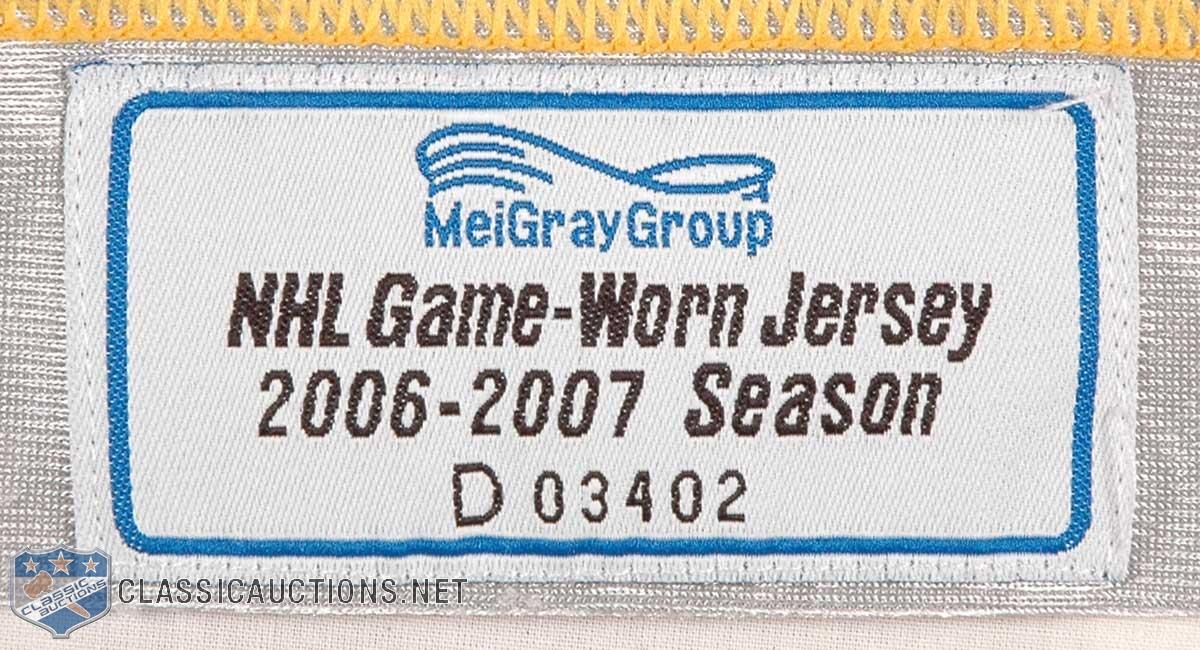 MeiGrayGroup
NHL Game-Worn Jersey
2006-2007 Season
D 03402
CLASSIC AUCTIONS
CLASSICAUCTIONS.NET